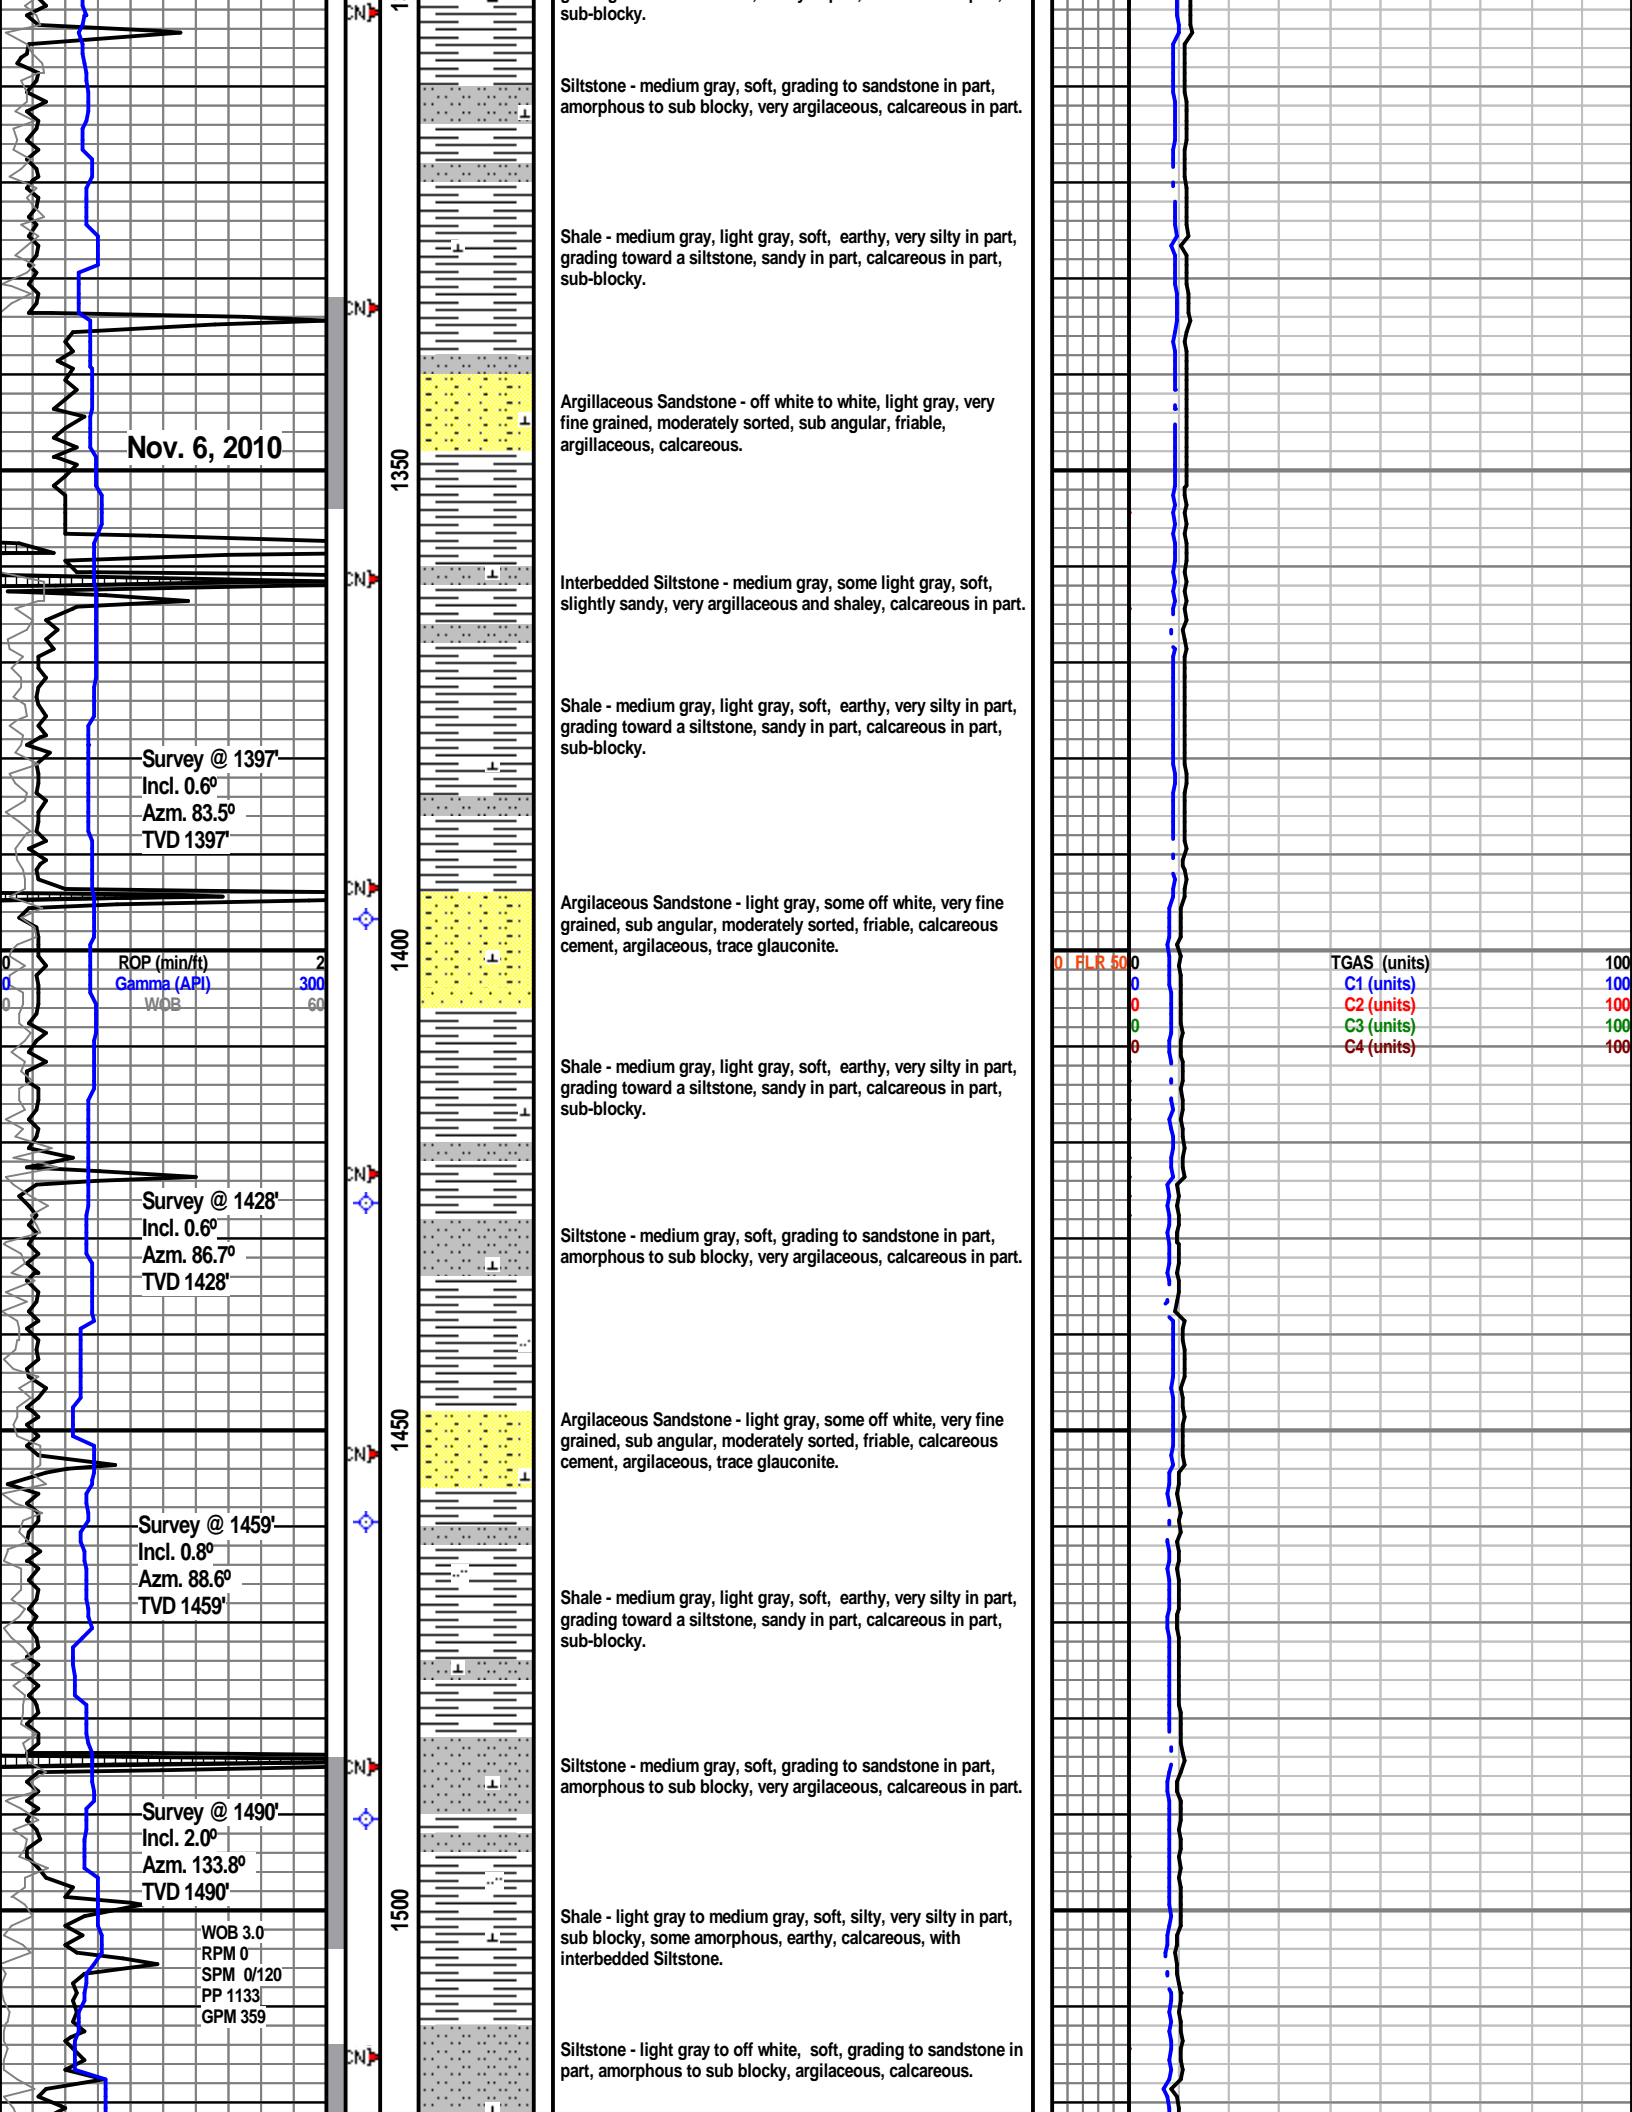 sub-blocky.
Siltstone - medium gray, soft, grading to sandstone in part,
amorphous to sub blocky, very argilaceous, calcareous in part.
Shale - medium gray, light gray, soft, earthy, very silty in part,
grading toward a siltstone, sandy in part, calcareous in part,
sub-blocky.
CN
Argillaceous Sandstone - off white to white, light gray, very
fine grained, moderately sorted, sub angular, friable,
argillaceous, calcareous.
Nov. 6, 2010
1350
CN
Interbedded Siltstone - medium gray, some light gray, soft,
slightly sandy, very argillaceous and shaley, calcareous in part.
Shale - medium gray, light gray, soft, earthy, very silty in part,
grading toward a siltstone, sandy in part, calcareous in part,
sub-blocky.
Survey @ 1397'
Incl. 0.6º
Azm. 83.5º
TVD 1397'
CN
Argilaceous Sandstone - light gray, some off white, very fine
grained, sub angular, moderately sorted, friable, calcareous
cement, argilaceous, trace glauconite.
1400
0 ROP (min/ft) 2
0 Gamma (API) 300
0 WOB 60
0 FLR 50
0 TGAS (units) 100
0 C1 (units) 100
0 C2 (units) 100
0 C3 (units) 100
0 C4 (units) 100
Shale - medium gray, light gray, soft, earthy, very silty in part,
grading toward a siltstone, sandy in part, calcareous in part,
sub-blocky.
CN
Survey @ 1428'
Incl. 0.6º
Azm. 86.7º
TVD 1428'
Siltstone - medium gray, soft, grading to sandstone in part,
amorphous to sub blocky, very argilaceous, calcareous in part.
1450
Argilaceous Sandstone - light gray, some off white, very fine
grained, sub angular, moderately sorted, friable, calcareous
cement, argilaceous, trace glauconite.
CN
Survey @ 1459'
Incl. 0.8º
Azm. 88.6º
TVD 1459'
Shale - medium gray, light gray, soft, earthy, very silty in part,
grading toward a siltstone, sandy in part, calcareous in part,
sub-blocky.
CN
Siltstone - medium gray, soft, grading to sandstone in part,
amorphous to sub blocky, very argilaceous, calcareous in part.
Survey @ 1490'
Incl. 2.0º
Azm. 133.8º
TVD 1490'
1500
Shale - light gray to medium gray, soft, silty, very silty in part,
sub blocky, some amorphous, earthy, calcareous, with
interbedded Siltstone.
WOB 3.0
RPM 0
SPM 0/120
PP 1133
GPM 359
CN
Siltstone - light gray to off white, soft, grading to sandstone in
part, amorphous to sub blocky, argilaceous, calcareous.